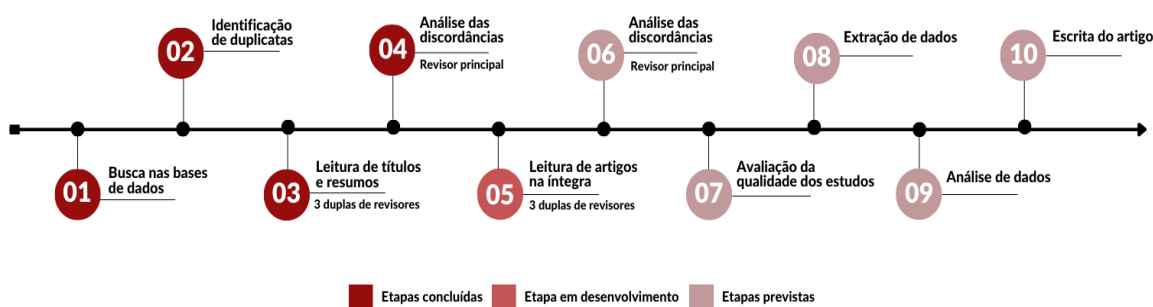 01
Busca nas bases
de dados
02
Identificação
de duplicatas
03
Leitura de títulos
e resumos
3 duplas de revisores
04
Análise das
discordâncias
Revisor principal
05
Leitura de artigos
na íntegra
3 duplas de revisores
06
Análise das
discordâncias
Revisor principal
07
Avaliação da
qualidade dos estudos
08
Extração de dados
09
Análise de dados
10
Escrita do artigo
Etapas concluídas
Etapa em desenvolvimento
Etapas previstas